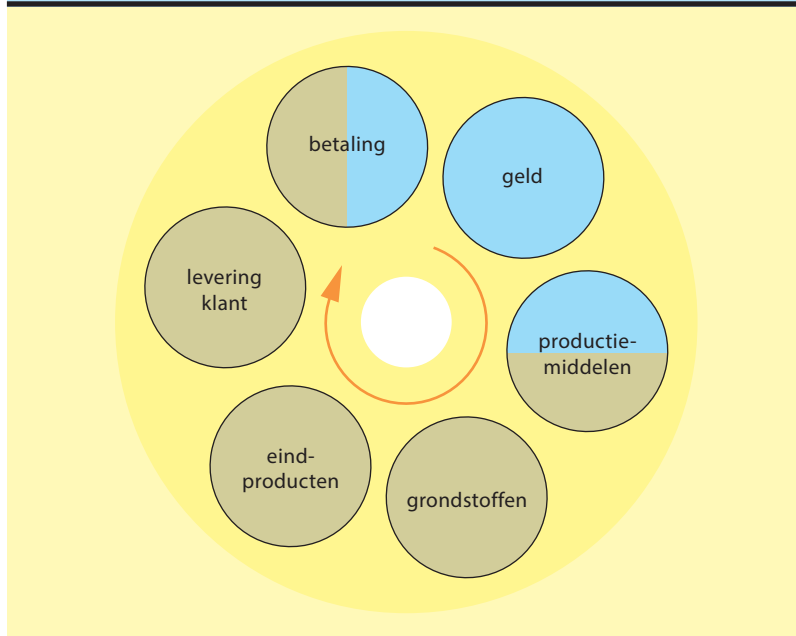 betaling
geld
levering
klant
productie-
middelen
eind-
producten
grondstoffen